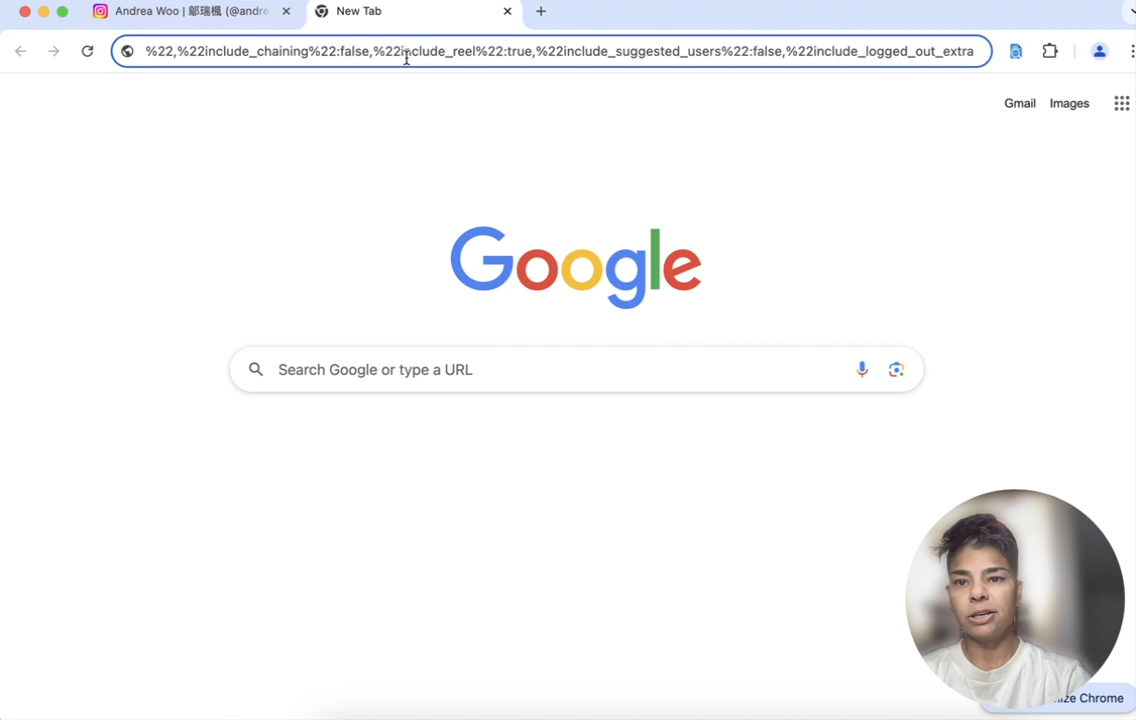 Andrea Woo | 鄔瑞楓 (@andre
New Tab
%22,%22include_chaining%22:false,%22include_reel%22:true,%22include_suggested_users%22:false,%22include_logged_out_extra
Gmail Images
Google
Search Google or type a URL
ize Chrome